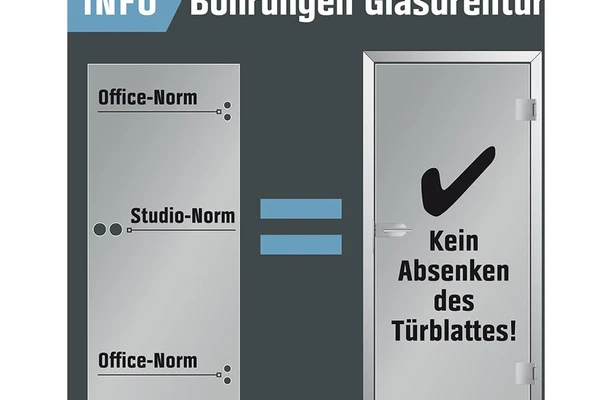 INFO Bohrungen Glasdrehtür
Office-Norm
Studio-Norm
Office-Norm
Kein
Absenken
des
Türblattes!